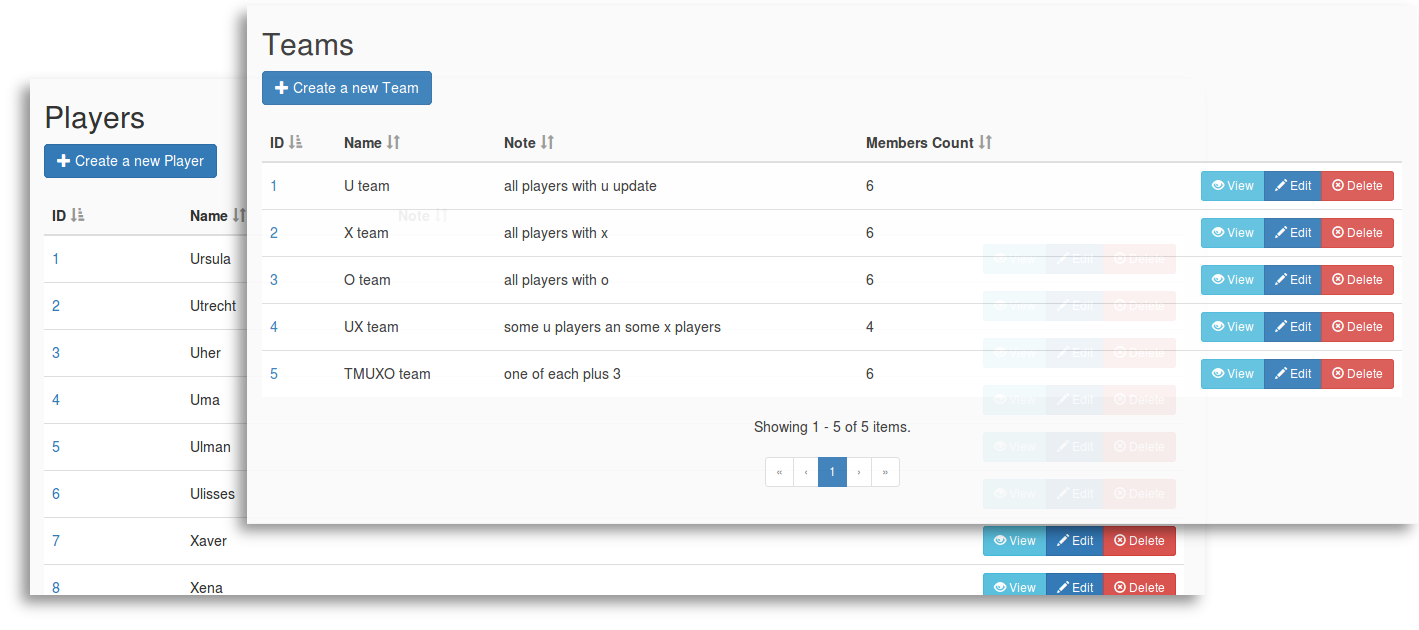 Teams
Create a new Team
ID Name Note Members Count
1 U team all players with u update 6 View Edit Delete
2 X team all players with x 6 View Edit Delete
3 O team all players with o 6 View Edit Delete
4 UX team some u players an some x players 4 View Edit Delete
5 TMUXO team one of each plus 3 6 View Edit Delete
Showing 1 - 5 of 5 items.
« ‹ 1 › »
Players
Create a new Player
ID Name Note
1 Ursula View Edit Delete
2 Utrecht View Edit Delete
3 Uher View Edit Delete
4 Uma View Edit Delete
5 Ulman View Edit Delete
6 Ulisses View Edit Delete
7 Xaver View Edit Delete
8 Xena View Edit Delete